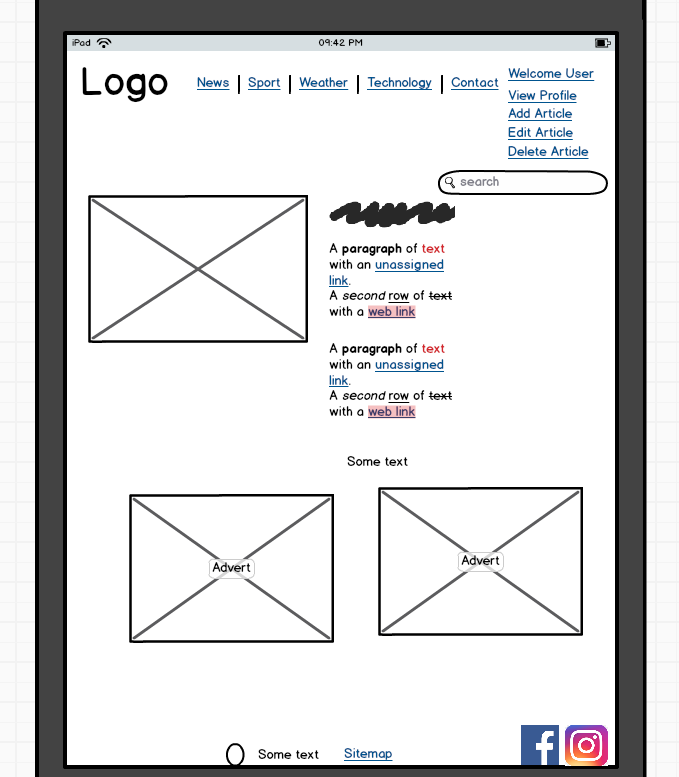 iPad 09:42 PM
Logo
News Sport Weather Technology Contact
Welcome User
View Profile
Add Article
Edit Article
Delete Article
search
A paragraph of text
with an unassigned
link.
A second row of text
with a web link
A paragraph of text
with an unassigned
link.
A second row of text
with a web link
Some text
Advert
Advert
Some text Sitemap